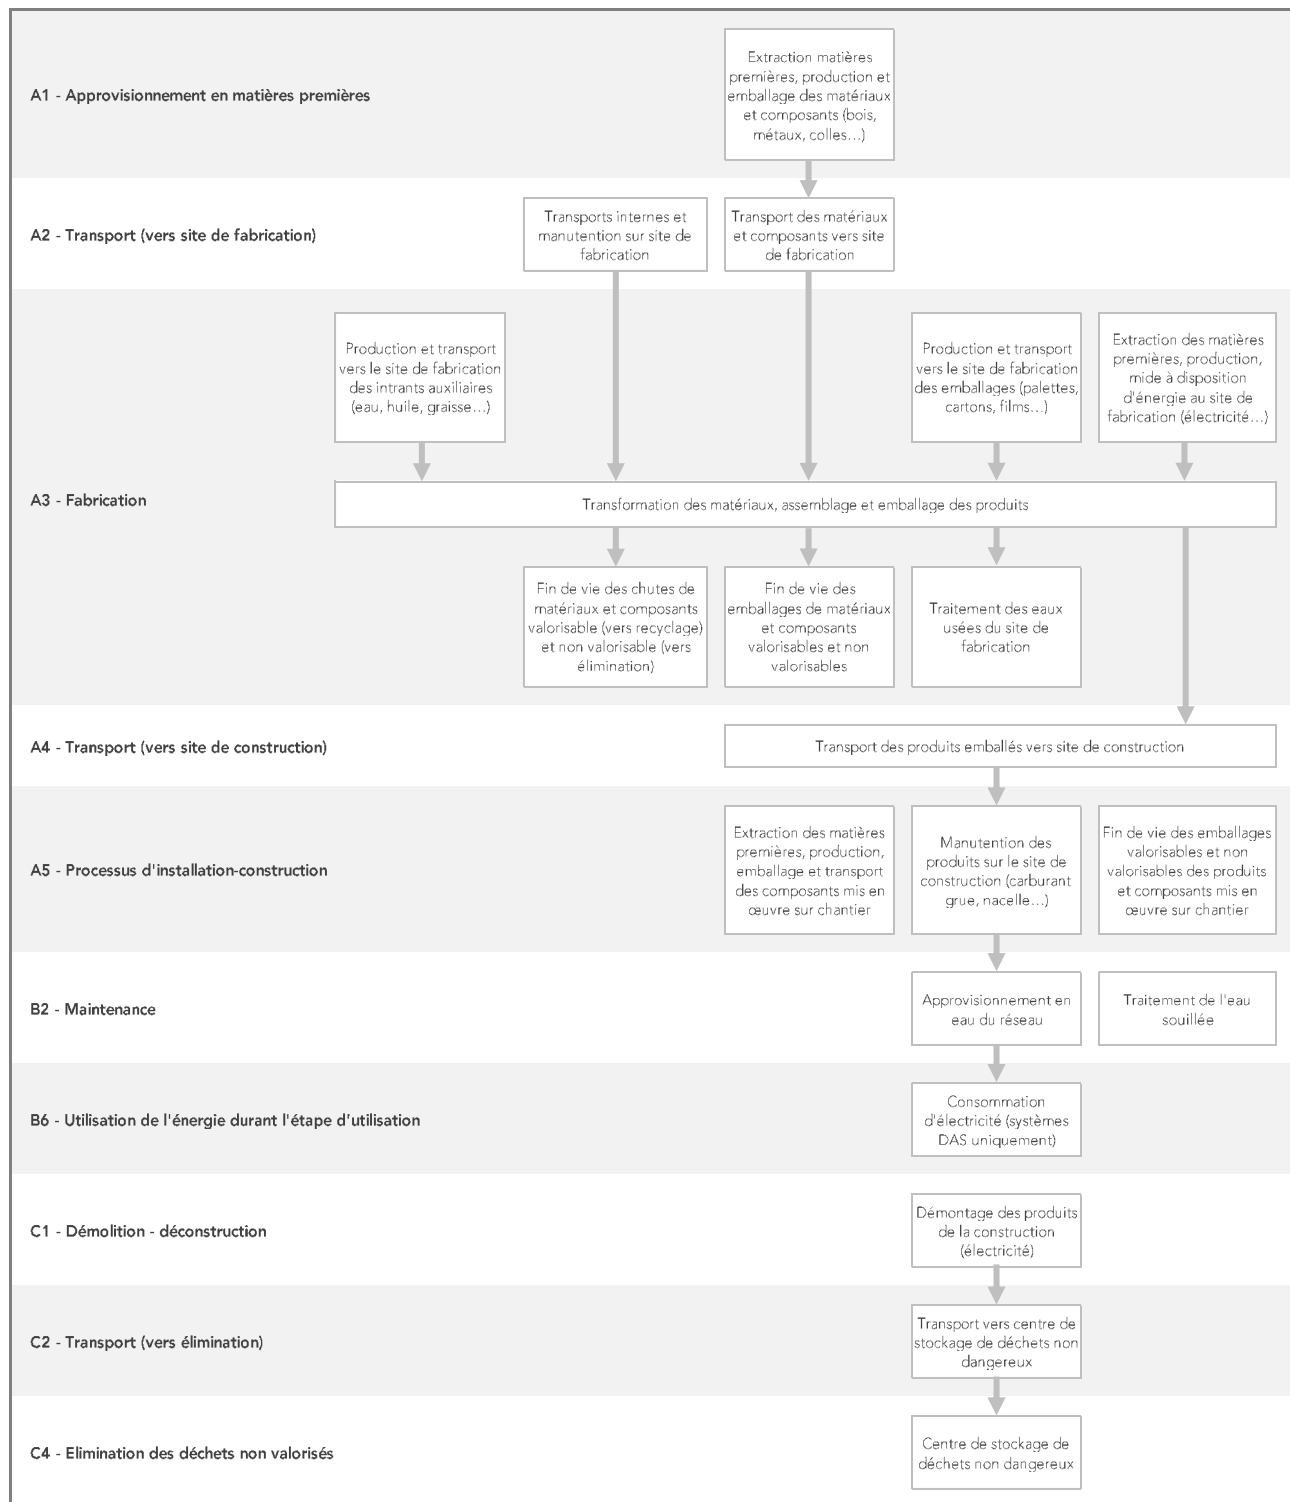 A1 - Approvisionnement en matières premières
Extraction matières
premières, production et
emballage des matériaux
et composants (bois,
métaux, colles...)
A2 - Transport (vers site de fabrication)
Transports internes et
manutention sur site de
fabrication
Transport des matériaux
et composants vers site
de fabrication
A3 - Fabrication
Production et transport
vers le site de fabrication
des intrants auxiliaires
(eau, huile, graisse...)
Production et transport
vers le site de fabrication
des emballages (palettes,
cartons, films...)
Extraction des matières
premières, production,
mide à disposition
d'énergie au site de
fabrication (électricité...)
Transformation des matériaux, assemblage et emballage des produits
Fin de vie des chutes de
matériaux et composants
valorisable (vers recyclage)
et non valorisable (vers
élimination)
Fin de vie des
emballages de matériaux
et composants
valorisables et non
valorisables
Traitement des eaux
usées du site de
fabrication
A4 - Transport (vers site de construction)
Transport des produits emballés vers site de construction
A5 - Processus d'installation-construction
Extraction des matières
premières, production,
emballage et transport
des composants mis en
œuvre sur chantier
Manutention des
produits sur le site de
construction (carburant
grue, nacelle...)
Fin de vie des emballages
valorisables et non
valorisables des produits
et composants mis en
œuvre sur chantier
B2 - Maintenance
Approvisionnement en
eau du réseau
Traitement de l'eau
souillée
B6 - Utilisation de l'énergie durant l'étape d'utilisation
Consommation
d'électricité (systèmes
DAS uniquement)
C1 - Démolition - déconstruction
Démontage des produits
de la construction
(électricité)
C2 - Transport (vers élimination)
Transport vers centre de
stockage de déchets non
dangereux
C4 - Elimination des déchets non valorisés
Centre de stockage de
déchets non dangereux